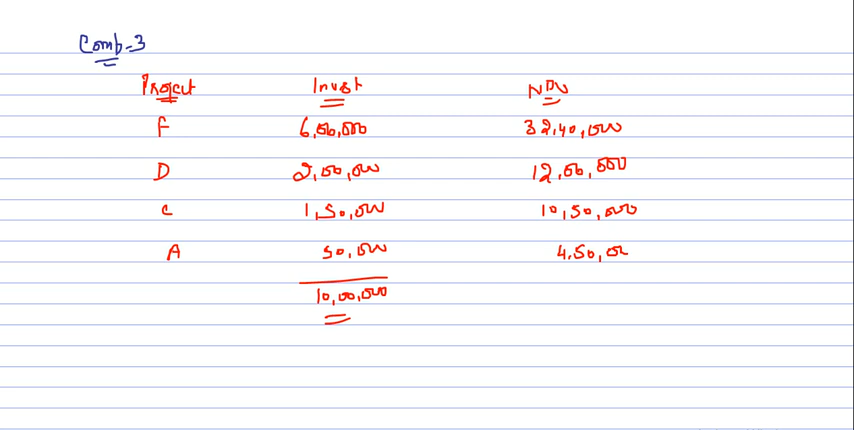 Comb-3
Project Invest NPV
F 6,00,000 32,40,000
D 2,00,000 12,00,000
C 1,50,000 10,50,000
A 50,000 4,50,00
10,00,000